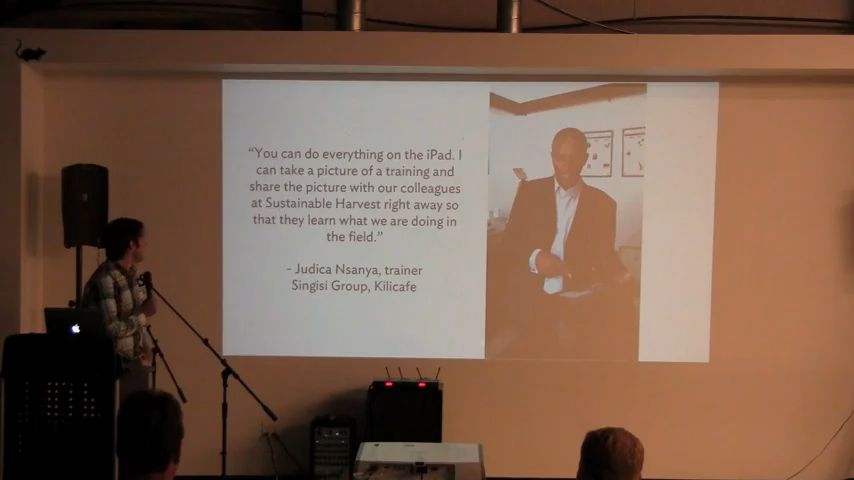 “You can do everything on the iPad. I
can take a picture of a training and
share the picture with our colleagues
at Sustainable Harvest right away so
that they learn what we are doing in
the field.”
– Judica Nsanya, trainer
Singisi Group, Kilicafe